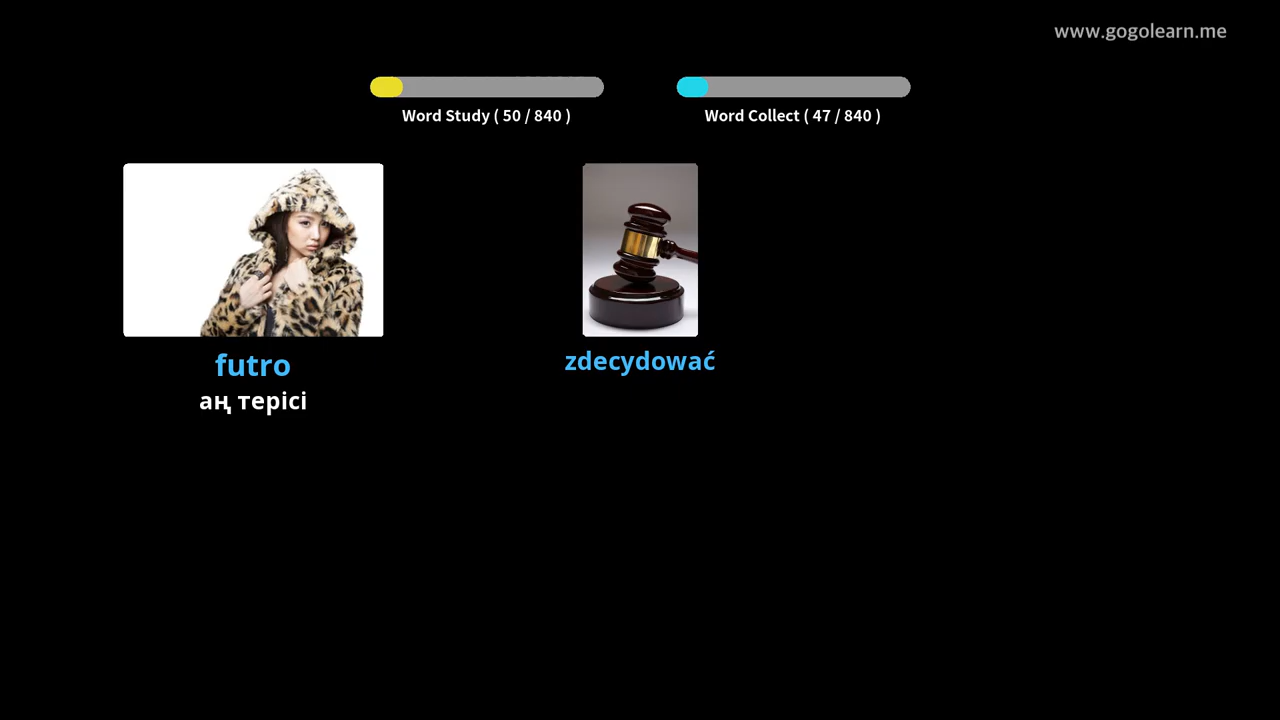 www.gogolearn.me
Word Study ( 50 / 840 )
Word Collect ( 47 / 840 )
futro
аң терісі
zdecydować